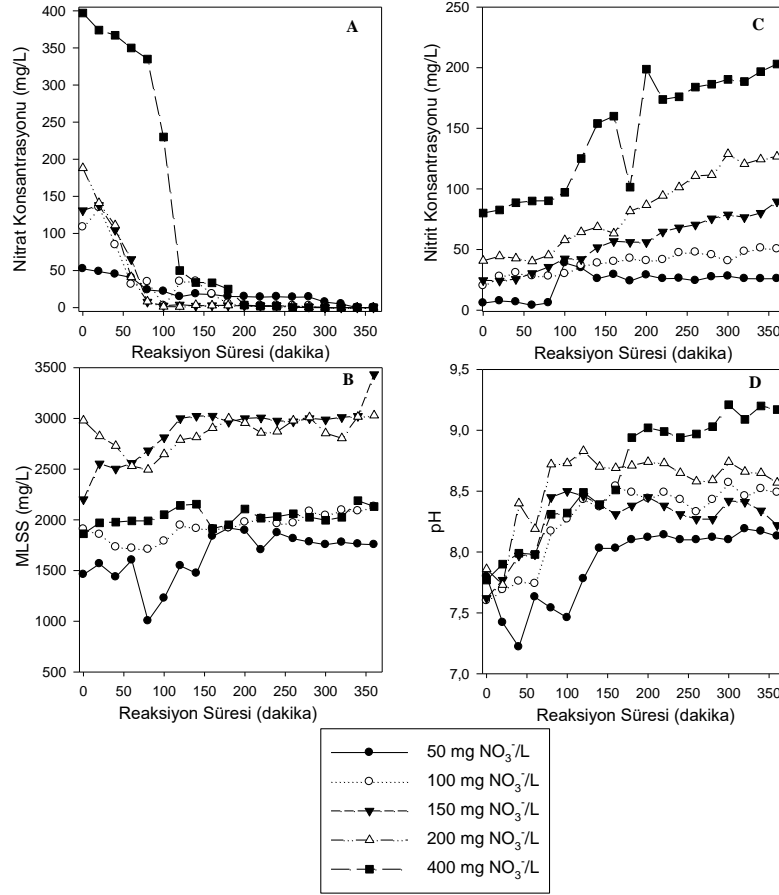 A
Nitrat Konsantrasyonu (mg/L)
400
350
300
250
200
150
100
50
0
0 50 100 150 200 250 300 350
Reaksiyon Süresi (dakika)
C
Nitrit Konsantrasyonu (mg/L)
250
200
150
100
50
0
0 50 100 150 200 250 300 350
Reaksiyon Süresi (dakika)
B
MLSS (mg/L)
3500
3000
2500
2000
1500
1000
500
0 50 100 150 200 250 300 350
Reaksiyon Süresi (dakika)
D
pH
9,5
9,0
8,5
8,0
7,5
7,0
0 50 100 150 200 250 300 350
Reaksiyon Süresi (dakika)
50 mg NO₃⁻/L
100 mg NO₃⁻/L
150 mg NO₃⁻/L
200 mg NO₃⁻/L
400 mg NO₃⁻/L